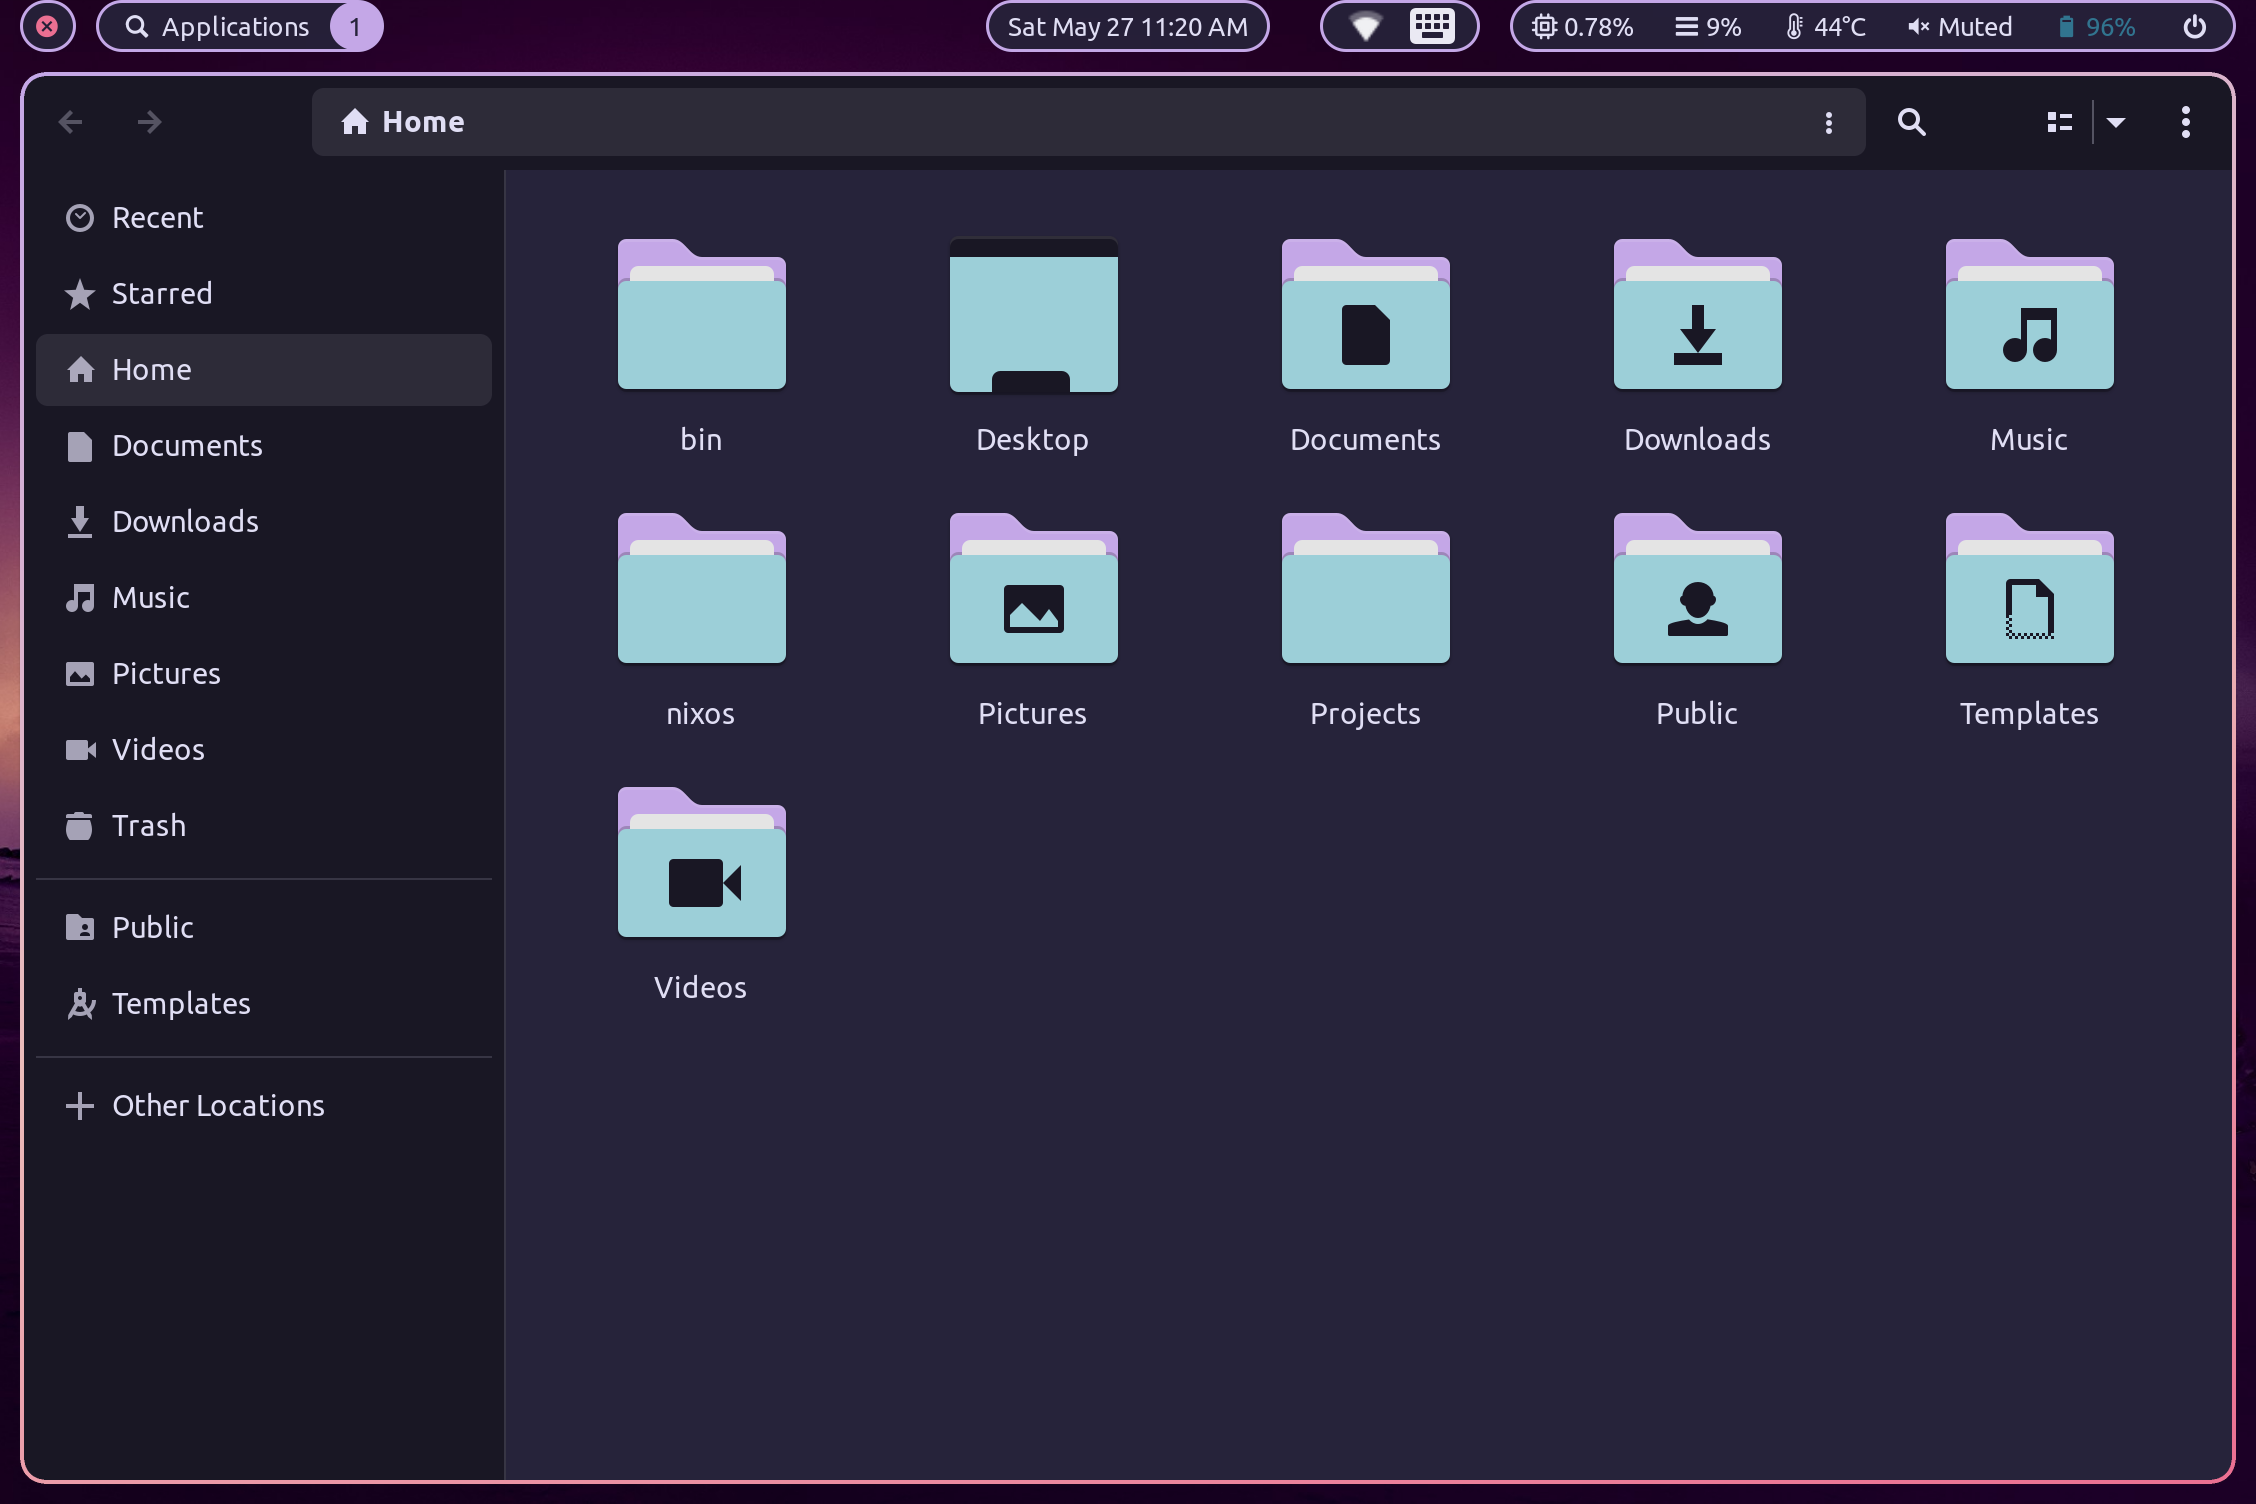 Applications 1 Sat May 27 11:20 AM 0.78% 9% 44°C Muted 96%
Home
Recent
Starred
Home
Documents
Downloads
Music
Pictures
Videos
Trash
Public
Templates
Other Locations
bin Desktop Documents Downloads Music
nixos Pictures Projects Public Templates
Videos